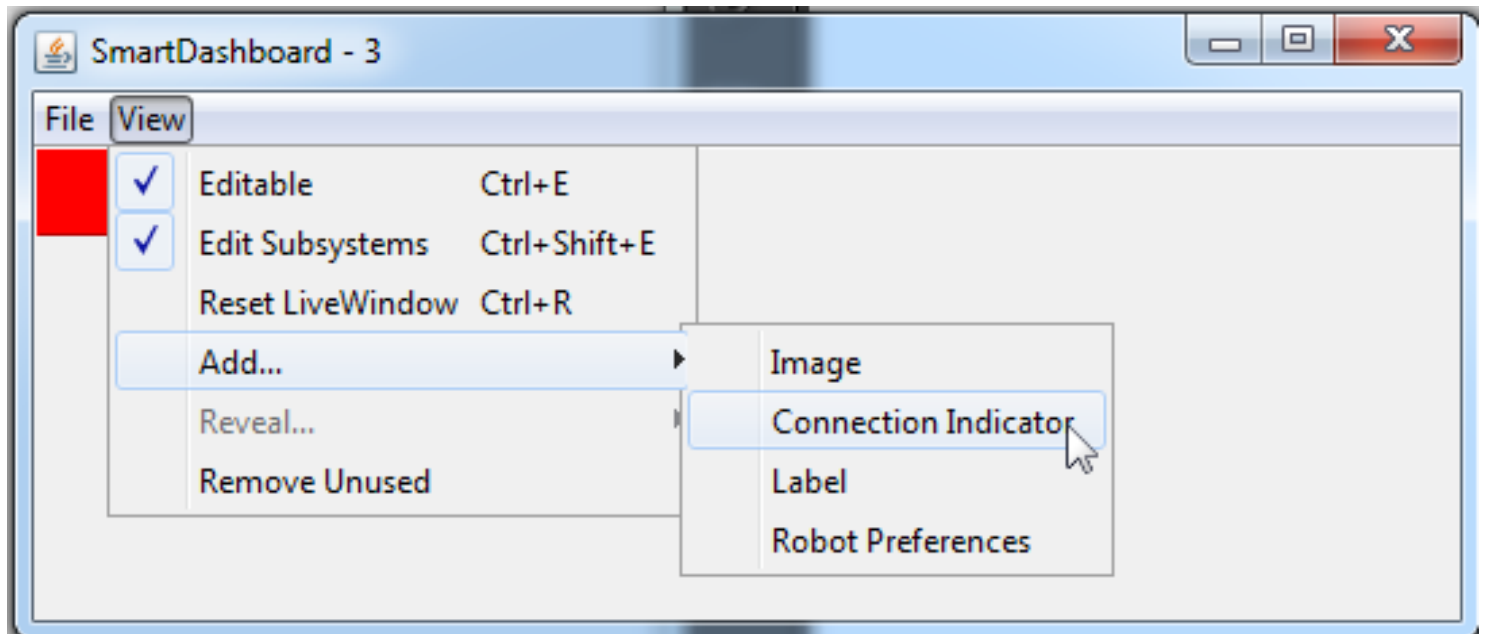 SmartDashboard - 3
File View
Editable Ctrl+E
Edit Subsystems Ctrl+Shift+E
Reset LiveWindow Ctrl+R
Add...
Image
Reveal...
Connection Indicator
Remove Unused
Label
Robot Preferences